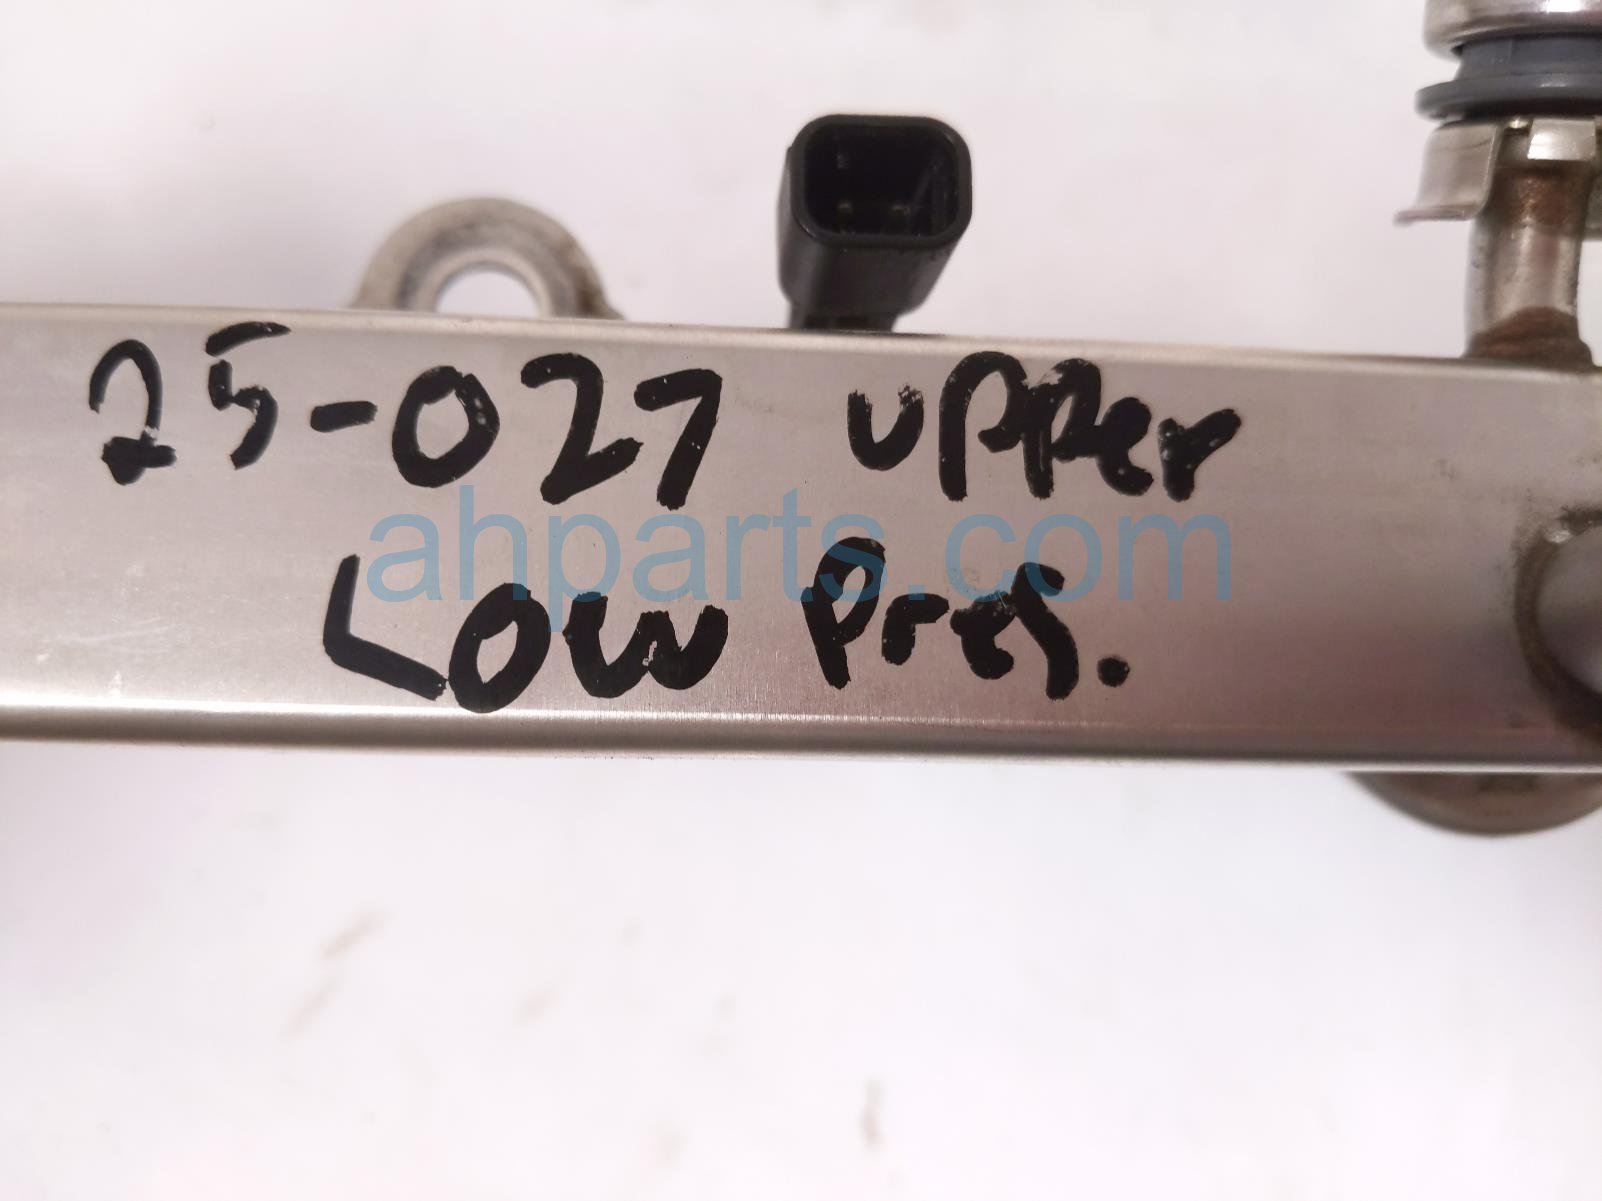 25-027 upper
ahparts.com
Low Pres.